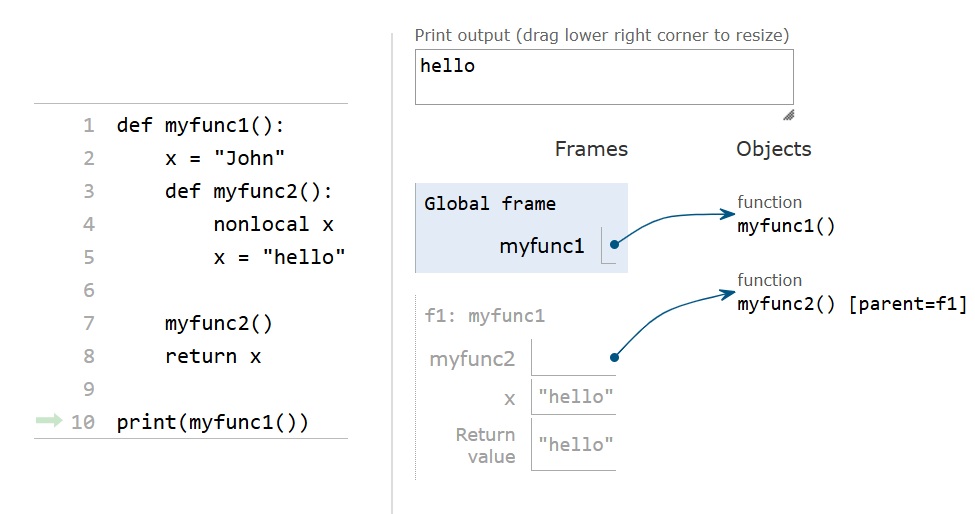 1 def myfunc1():
2     x = "John"
3     def myfunc2():
4         nonlocal x
5         x = "hello"
6
7     myfunc2()
8     return x
9
10 print(myfunc1())
Print output (drag lower right corner to resize)
hello
Frames
Objects
Global frame
myfunc1
function
myfunc1()
function
myfunc2() [parent=f1]
f1: myfunc1
myfunc2
x "hello"
Return
value "hello"